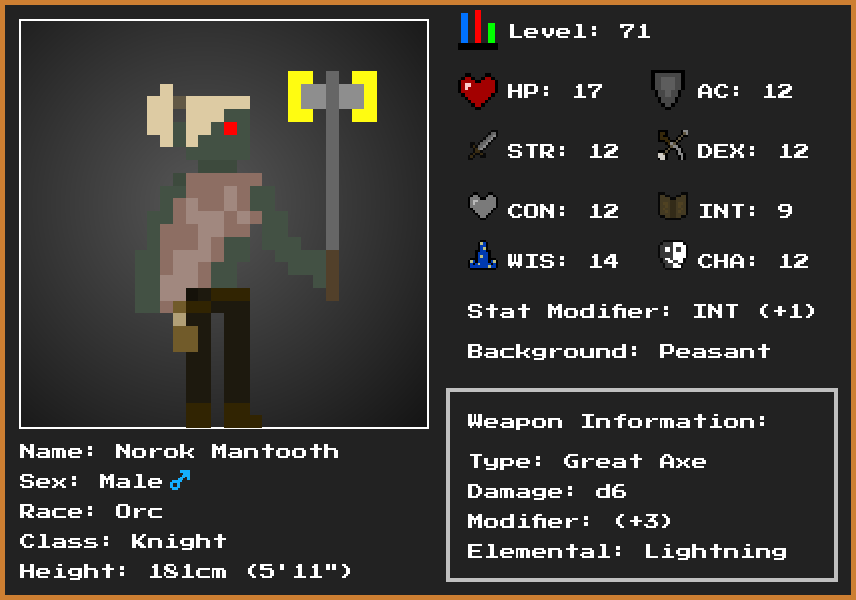 Level: 71
HP: 17 AC: 12
STR: 12 DEX: 12
CON: 12 INT: 9
WIS: 14 CHA: 12
Stat Modifier: INT (+1)
Background: Peasant
Weapon Information:
Type: Great Axe
Damage: d6
Modifier: (+3)
Elemental: Lightning
Name: Norok Mantooth
Sex: Male ♂
Race: Orc
Class: Knight
Height: 181cm (5'11")